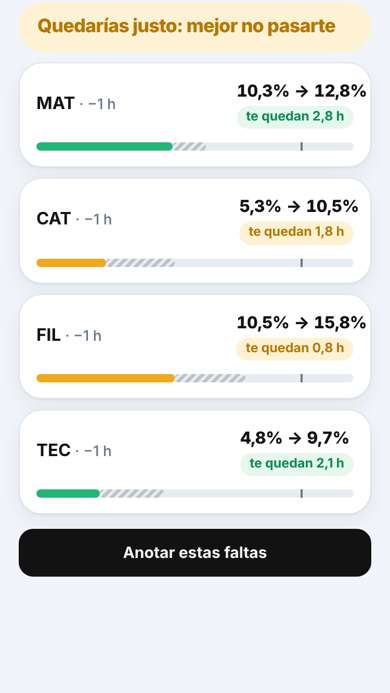 Quedarías justo: mejor no pasarte
MAT · −1 h
10,3% → 12,8%
te quedan 2,8 h
CAT · −1 h
5,3% → 10,5%
te quedan 1,8 h
FIL · −1 h
10,5% → 15,8%
te quedan 0,8 h
TEC · −1 h
4,8% → 9,7%
te quedan 2,1 h
Anotar estas faltas